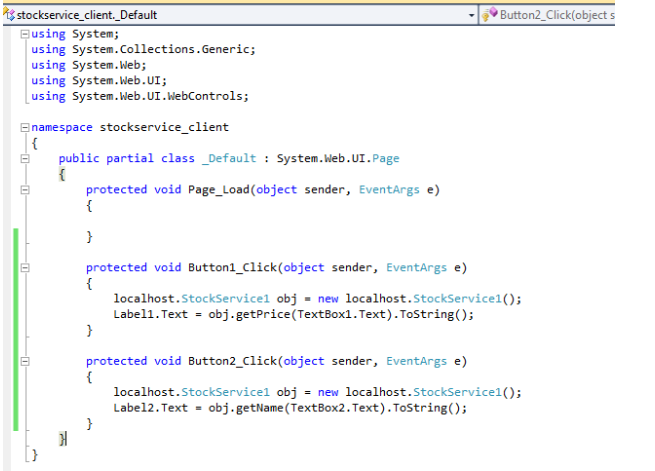 stockservice_client._Default
Button2_Click(object s
using System;
using System.Collections.Generic;
using System.Web;
using System.Web.UI;
using System.Web.UI.WebControls;
namespace stockservice_client
{
    public partial class _Default : System.Web.UI.Page
    {
        protected void Page_Load(object sender, EventArgs e)
        {
        }
        protected void Button1_Click(object sender, EventArgs e)
        {
            localhost.StockService1 obj = new localhost.StockService1();
            Label1.Text = obj.getPrice(TextBox1.Text).ToString();
        }
        protected void Button2_Click(object sender, EventArgs e)
        {
            localhost.StockService1 obj = new localhost.StockService1();
            Label2.Text = obj.getName(TextBox2.Text).ToString();
        }
    }
}